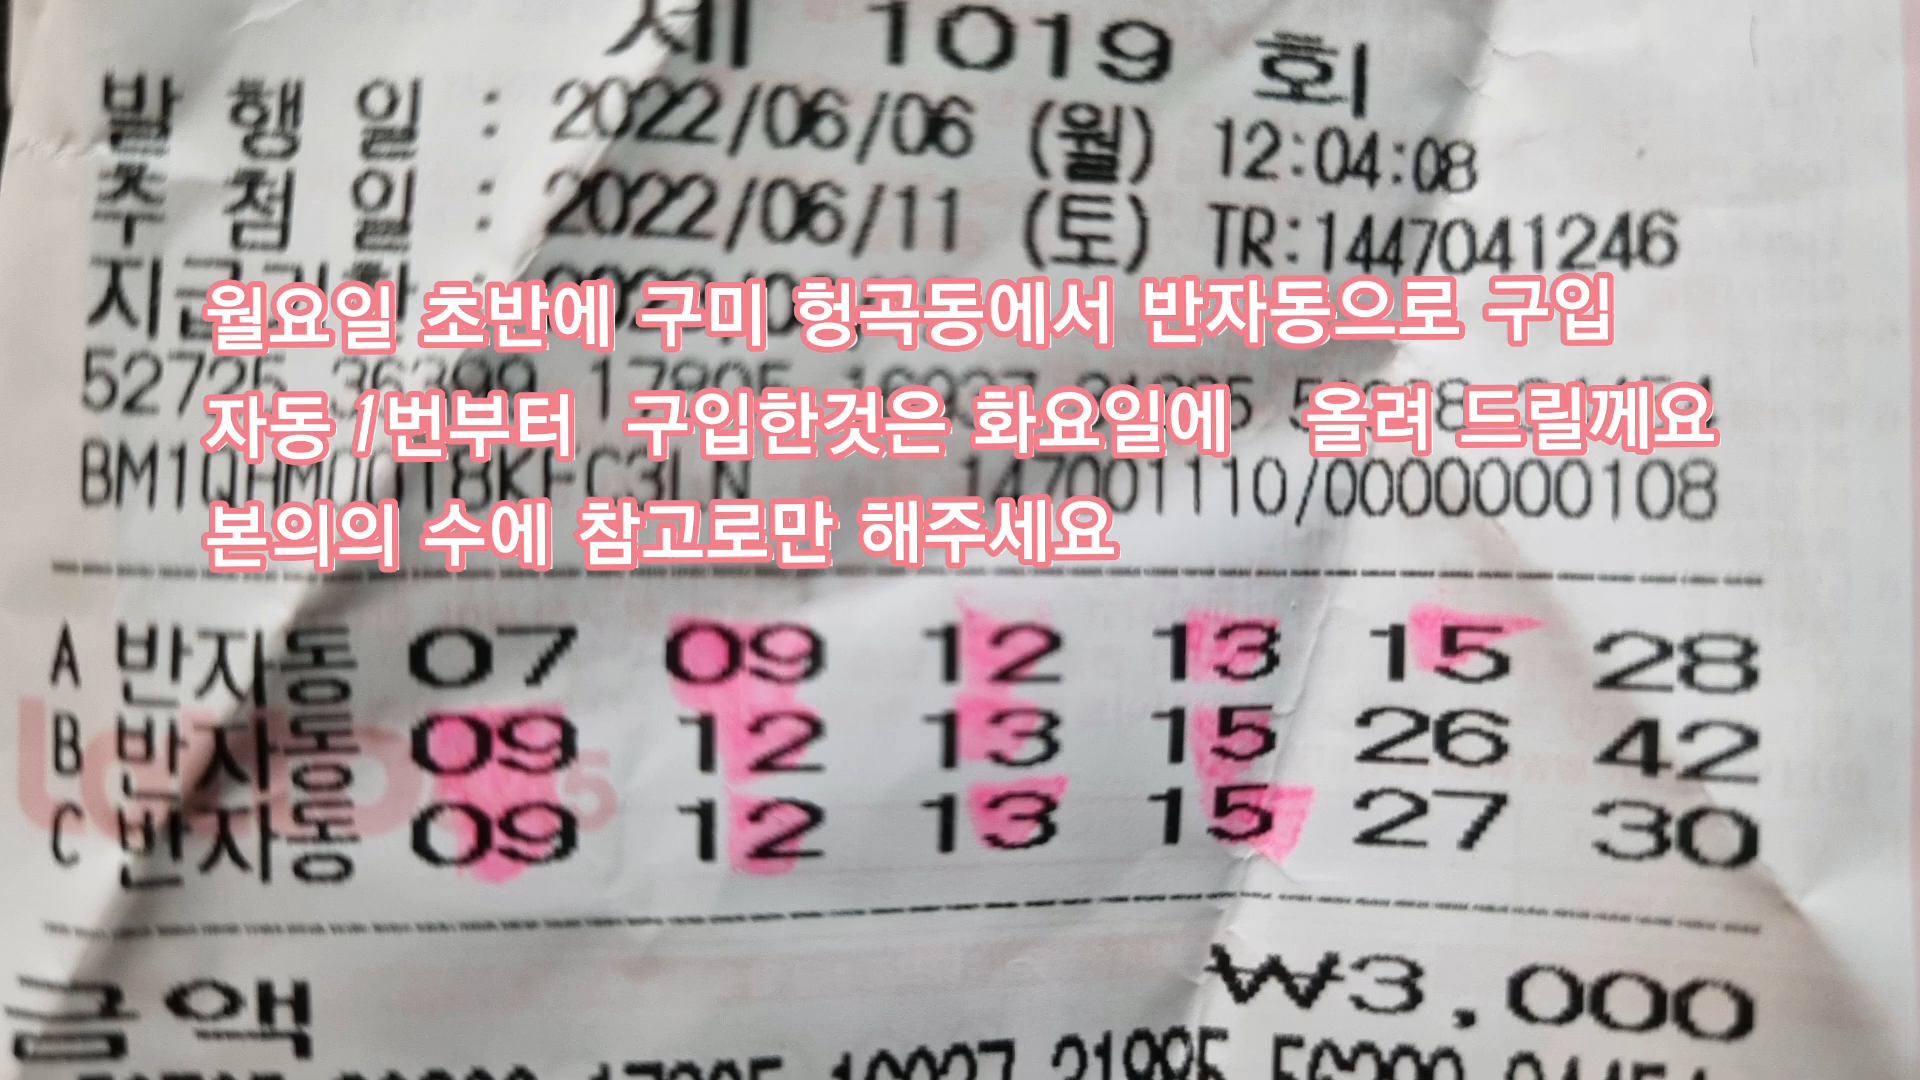 제 1019 회
발 행 일 : 2022/06/06 (월) 12:04:08
추 첨 일 : 2022/06/11 (토) TR:1447041246
월요일 초반에 구미 헝곡동에서 반자동으로 구입
52725
자동 1번부터 구입한것은 화요일에 올려 드릴께요
147001110/0000000108
본의의 수에 참고로만 해주세요
A 반자동 07 09 12 13 15 28
B 반자동 09 12 13 15 26 42
C 반자동 09 12 13 15 27 30
금액 ₩3,000